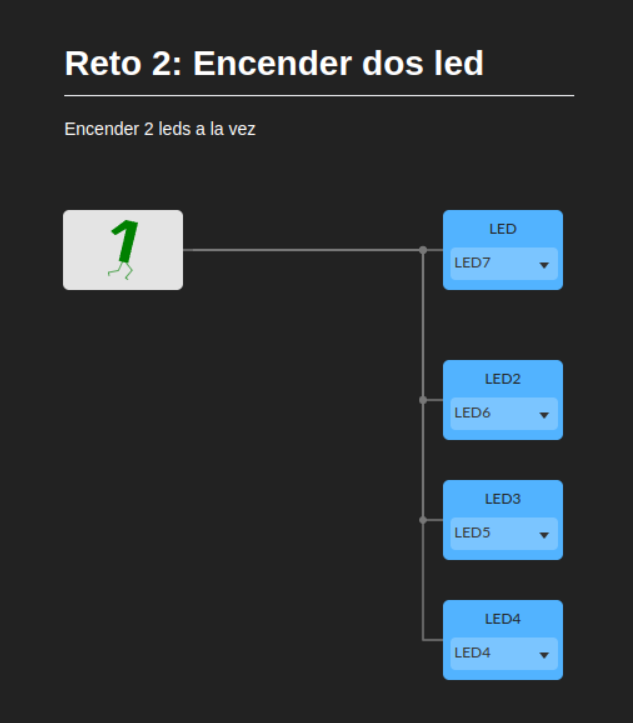 Reto 2: Encender dos led
Encender 2 leds a la vez
1
LED
LED7
LED2
LED6
LED3
LED5
LED4
LED4